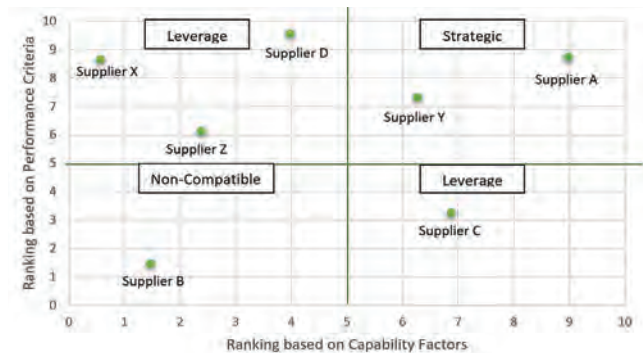 Ranking based on Performance Criteria
10
9
8
7
6
5
4
3
2
1
0
Leverage
Strategic
Supplier X
Supplier D
Supplier A
Supplier Y
Supplier Z
Non-Compatible
Leverage
Supplier C
Supplier B
0 1 2 3 4 5 6 7 8 9 10
Ranking based on Capability Factors